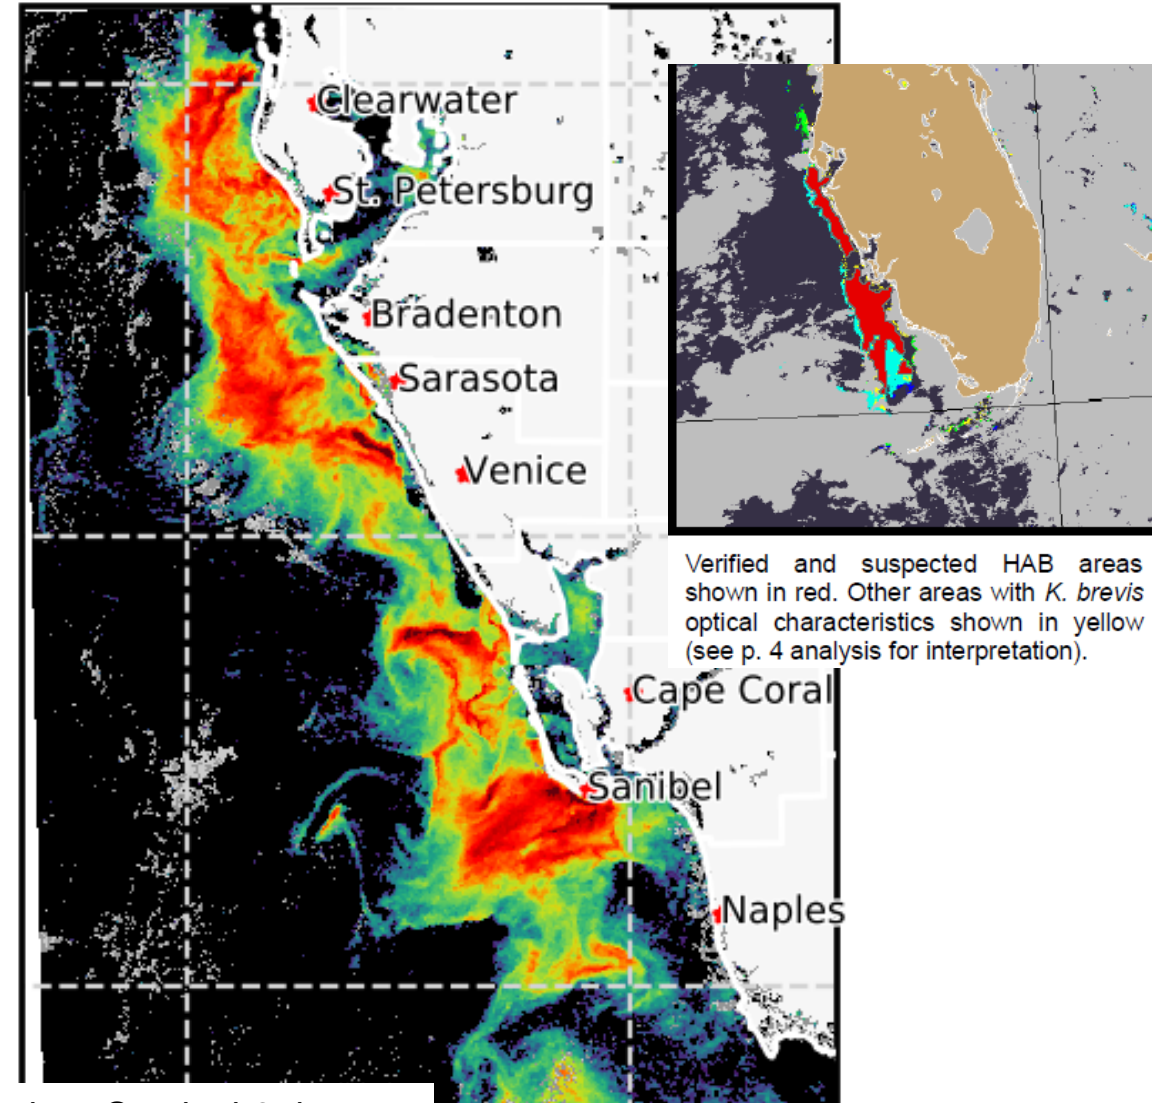 Clearwater
St. Petersburg
Bradenton
Sarasota
Venice
Verified and suspected HAB areas
shown in red. Other areas with K. brevis
optical characteristics shown in yellow
(see p. 4 analysis for interpretation).
Cape Coral
Sanibel
Naples